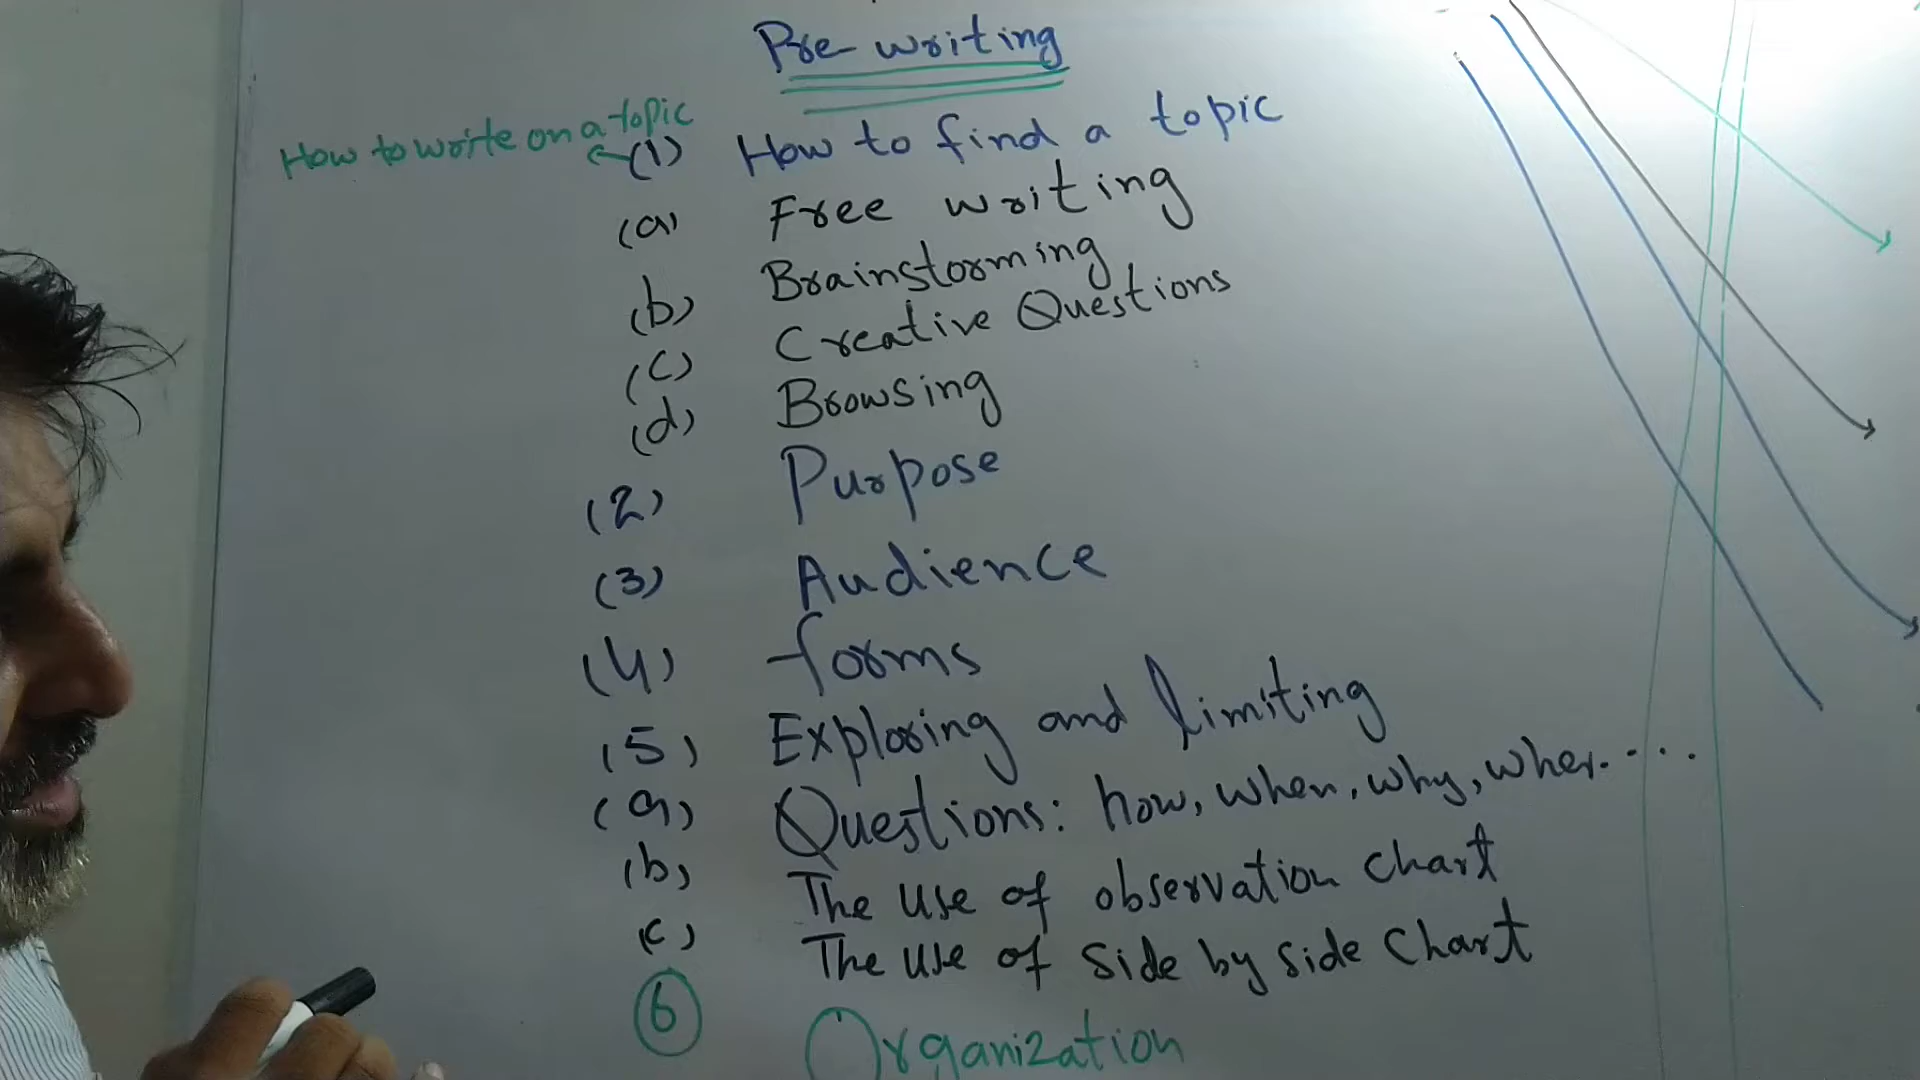 Pre-writing
How to write on a topic
(1) How to find a topic
(a) Free writing
(b) Brainstorming
(c) Creative Questions
(d) Browsing
(2) Purpose
(3) Audience
(4) forms
(5) Exploring and limiting
(a) Questions: how, when, why, wher.....
(b) The use of observation chart
(c) The use of side by side chart
6 Organization